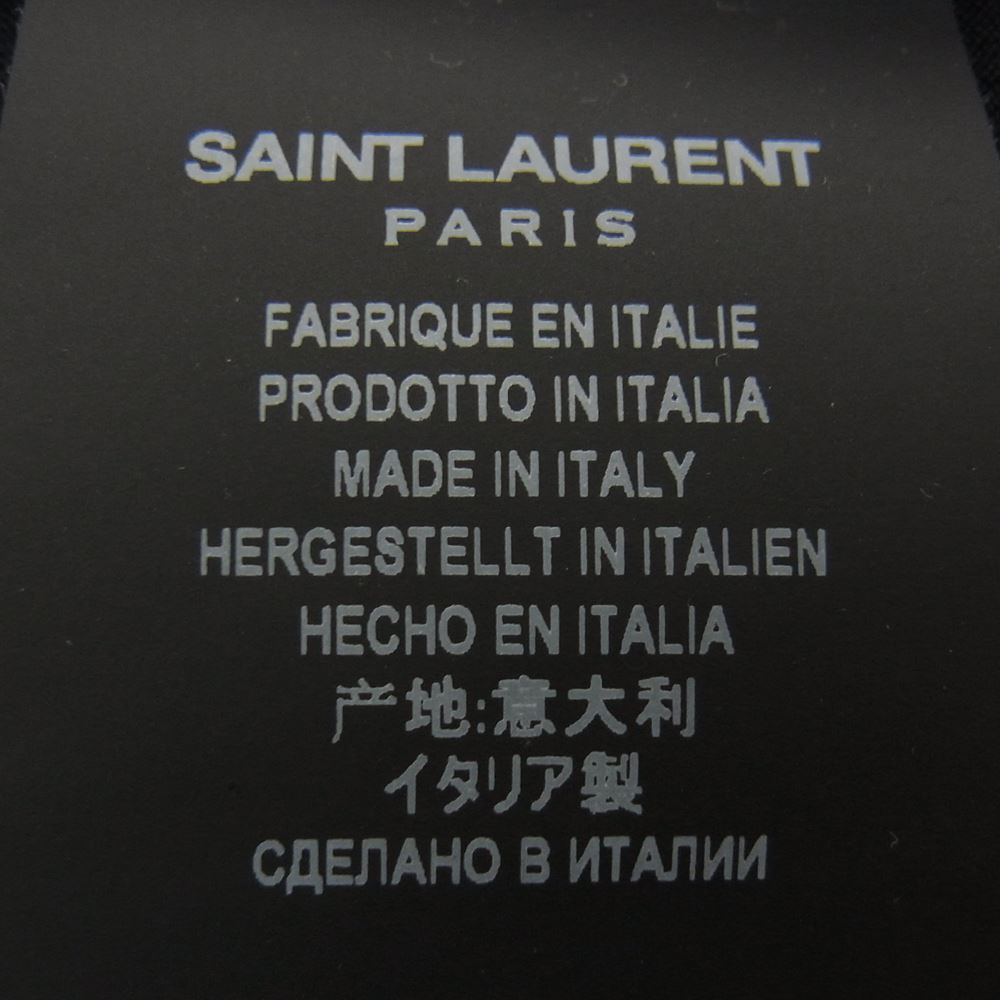 SAINT LAURENT
PARIS
FABRIQUE EN ITALIE
PRODOTTO IN ITALIA
MADE IN ITALY
HERGESTELLT IN ITALIEN
HECHO EN ITALIA
产地:意大利
イタリア製
СДЕЛАНО В ИТАЛИИ